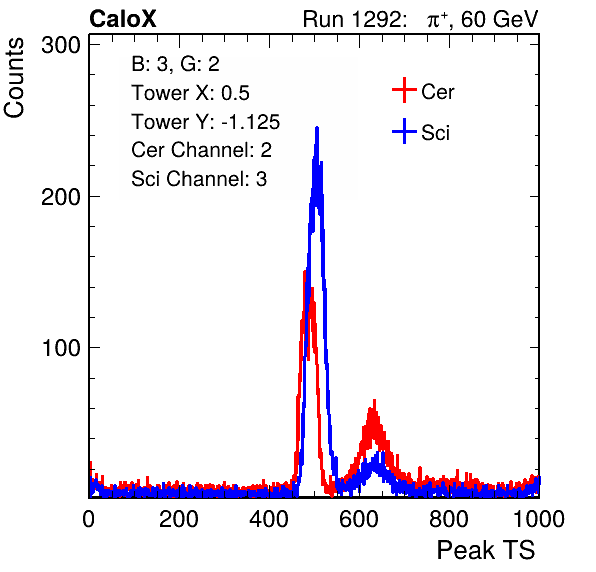 CaloX Run 1292: π⁺, 60 GeV
Counts
300
200
100
B: 3, G: 2
Tower X: 0.5
Tower Y: -1.125
Cer Channel: 2
Sci Channel: 3
Cer
Sci
0 200 400 600 800 1000
Peak TS